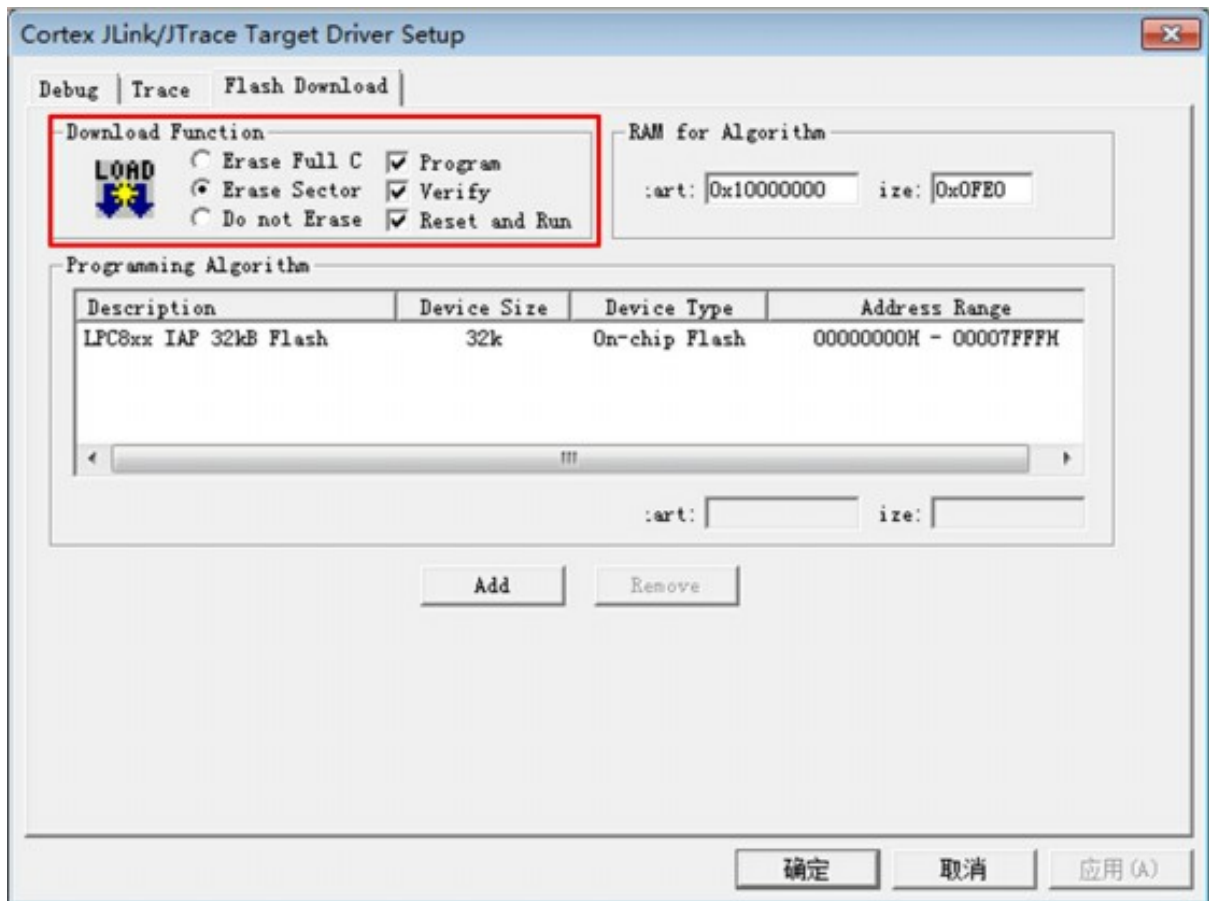 Cortex JLink/JTrace Target Driver Setup
Debug Trace Flash Download
Download Function
LOAD
Erase Full C Program
Erase Sector Verify
Do not Erase Reset and Run
RAM for Algorithm
:art: 0x10000000 ize: 0x0FE0
Programming Algorithm
Description Device Size Device Type Address Range
LPC8xx IAP 32kB Flash 32k On-chip Flash 00000000H - 00007FFFH
:art: ize:
Add Remove
确定 取消 应用(A)